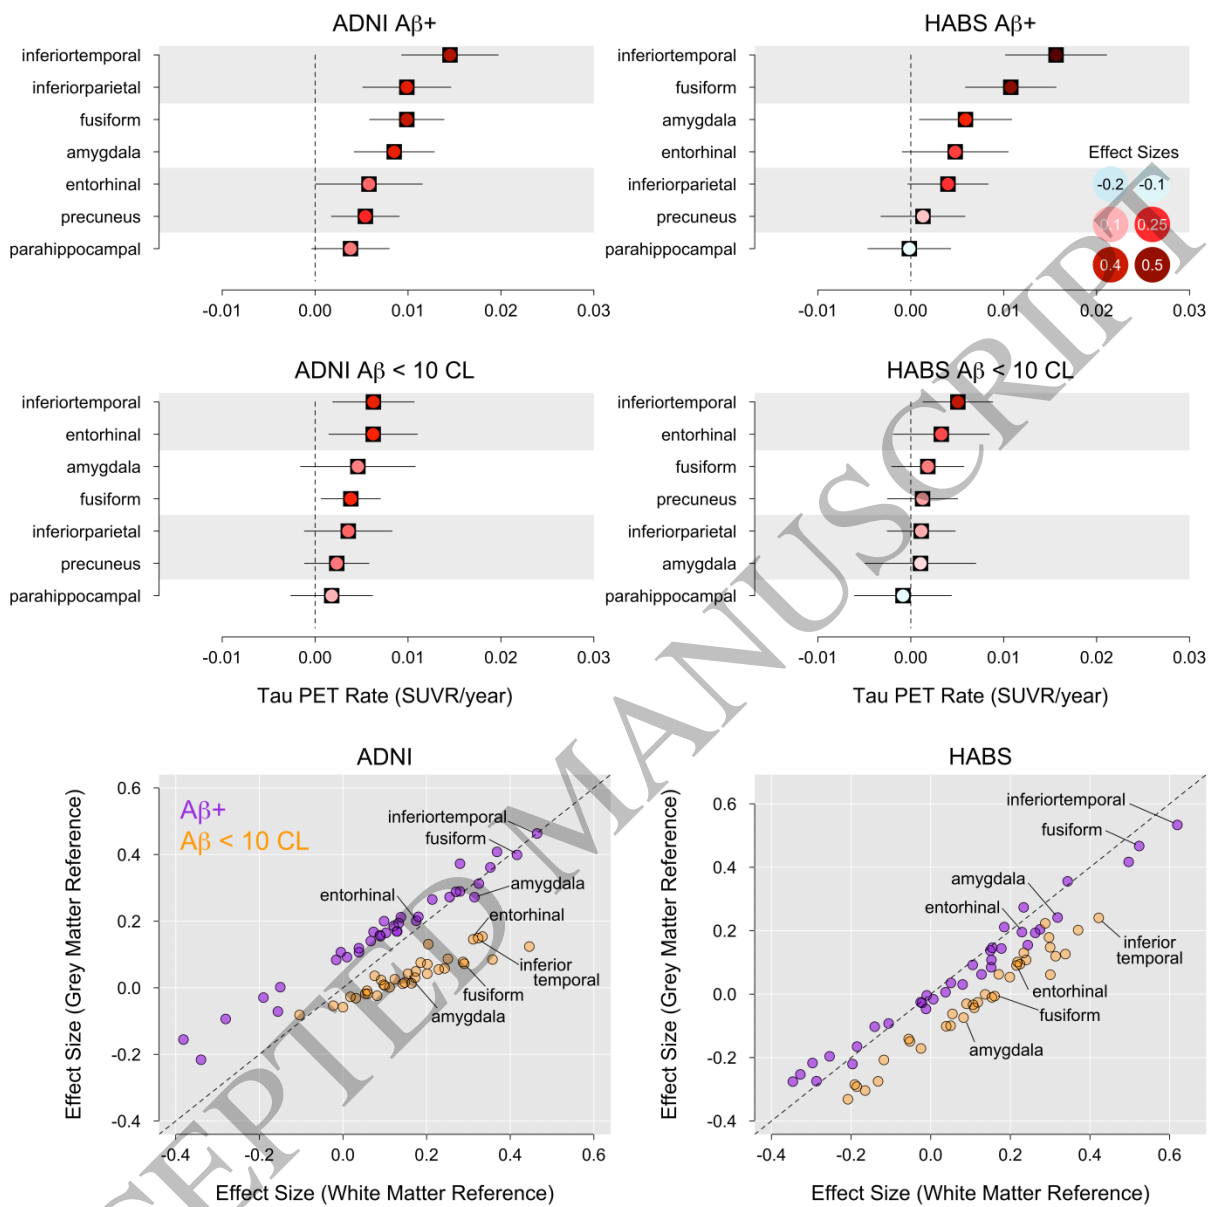 ADNI Aβ+
inferiortemporal
inferiorparietal
fusiform
amygdala
entorhinal
precuneus
parahippocampal
-0.01 0.00 0.01 0.02 0.03
HABS Aβ+
inferiortemporal
fusiform
amygdala
entorhinal
inferiorparietal
precuneus
parahippocampal
Effect Sizes
-0.2 -0.1
0.1 0.25
0.4 0.5
-0.01 0.00 0.01 0.02 0.03
ADNI Aβ < 10 CL
inferiortemporal
entorhinal
amygdala
fusiform
inferiorparietal
precuneus
parahippocampal
-0.01 0.00 0.01 0.02 0.03
Tau PET Rate (SUVR/year)
HABS Aβ < 10 CL
inferiortemporal
entorhinal
fusiform
precuneus
inferiorparietal
amygdala
parahippocampal
-0.01 0.00 0.01 0.02 0.03
Tau PET Rate (SUVR/year)
ADNI
Effect Size (Grey Matter Reference)
0.6
0.4
0.2
0.0
-0.2
-0.4
Aβ+
Aβ < 10 CL
inferiortemporal
fusiform
amygdala
entorhinal
entorhinal
inferior
temporal
fusiform
amygdala
-0.4 -0.2 0.0 0.2 0.4 0.6
Effect Size (White Matter Reference)
HABS
Effect Size (Grey Matter Reference)
0.6
0.4
0.2
0.0
-0.2
-0.4
inferiortemporal
fusiform
amygdala
entorhinal
inferior
temporal
entorhinal
fusiform
amygdala
-0.4 -0.2 0.0 0.2 0.4 0.6
Effect Size (White Matter Reference)
CEPTED MANUSCRIPT